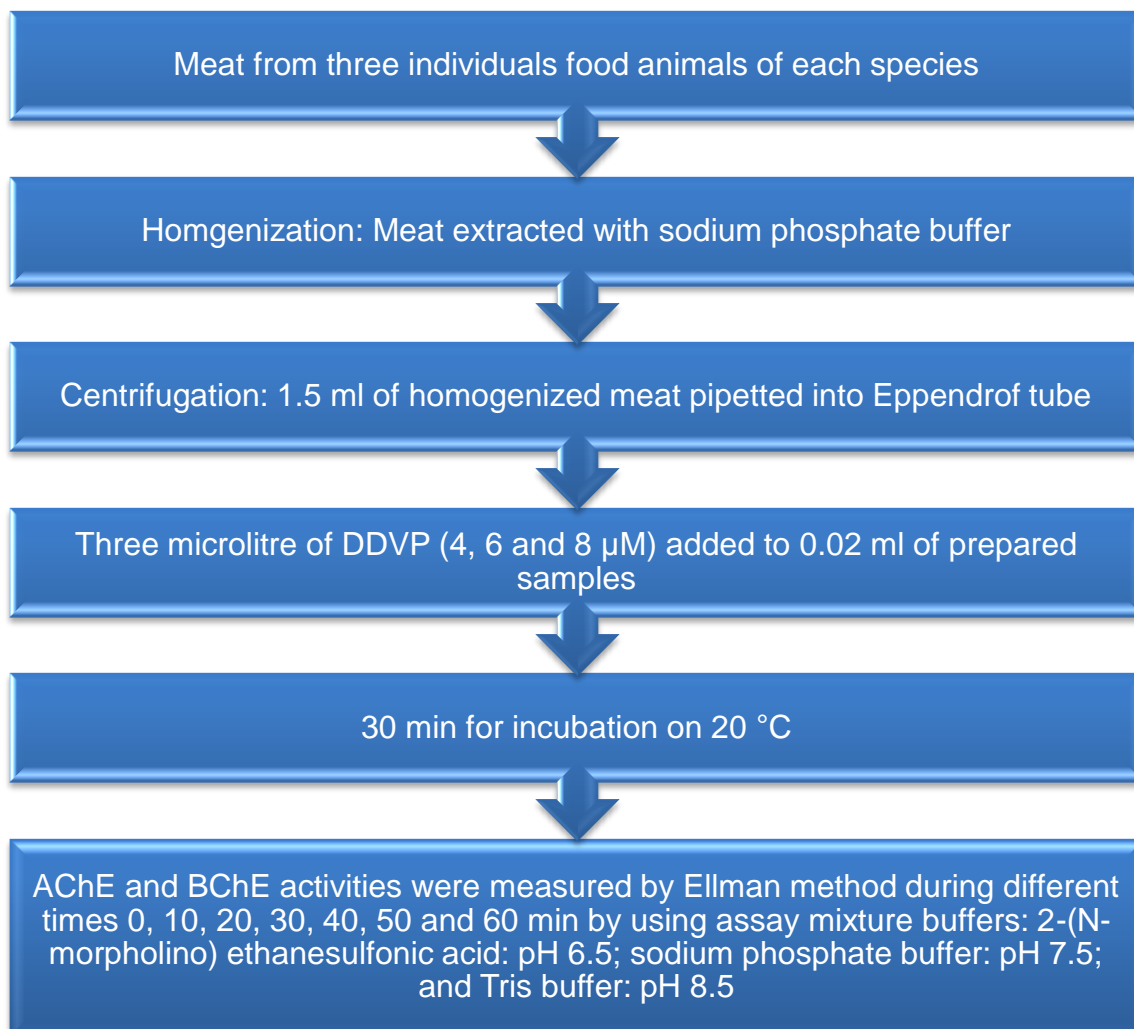 Meat from three individuals food animals of each species
Homgenization: Meat extracted with sodium phosphate buffer
Centrifugation: 1.5 ml of homogenized meat pipetted into Eppendrof tube
Three microlitre of DDVP (4, 6 and 8 µM) added to 0.02 ml of prepared
samples
30 min for incubation on 20 °C
AChE and BChE activities were measured by Ellman method during different
times 0, 10, 20, 30, 40, 50 and 60 min by using assay mixture buffers: 2-(N-
morpholino) ethanesulfonic acid: pH 6.5; sodium phosphate buffer: pH 7.5;
and Tris buffer: pH 8.5